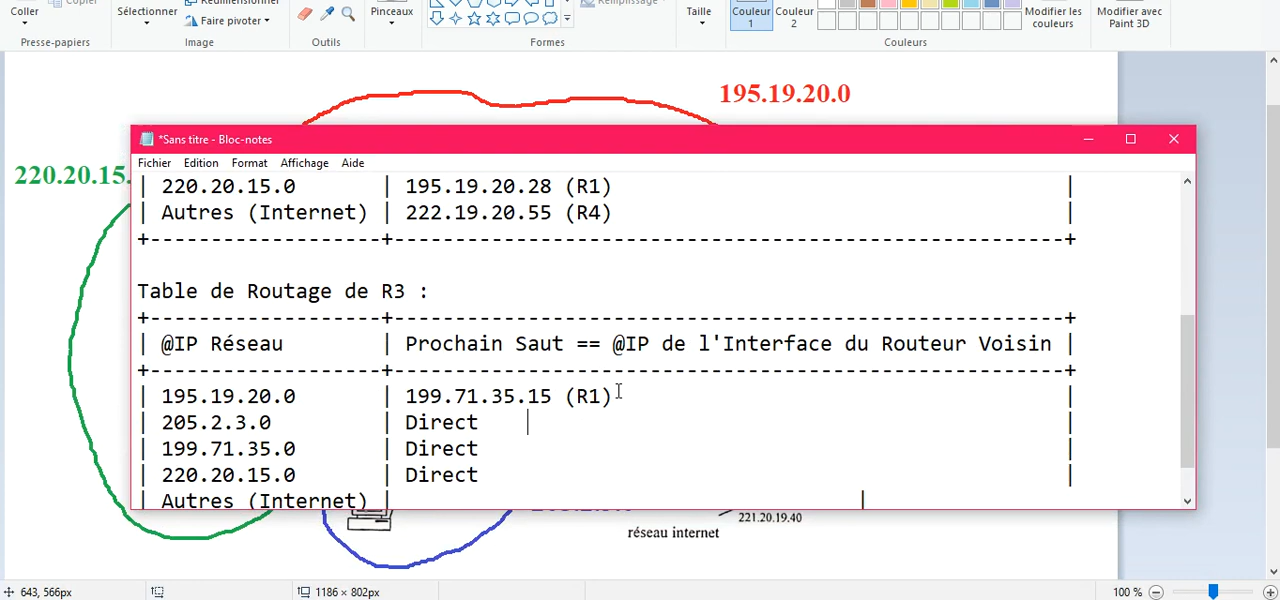 Coller
Copier
Presse-papiers
Sélectionner
Redimensionner
Faire pivoter
Image
Outils
Pinceaux
Formes
Remplissage
Taille
Couleur
1
Couleur
2
Modifier les
couleurs
Couleurs
Modifier avec
Paint 3D
195.19.20.0
220.20.15.
*Sans titre - Bloc-notes
Fichier Edition Format Affichage Aide
| 220.20.15.0 | 195.19.20.28 (R1) |
| Autres (Internet) | 222.19.20.55 (R4) |
+-------------------+-------------------------------------------------------+
Table de Routage de R3 :
+-------------------+-------------------------------------------------------+
| @IP Réseau | Prochain Saut == @IP de l'Interface du Routeur Voisin |
+-------------------+-------------------------------------------------------+
| 195.19.20.0 | 199.71.35.15 (R1) |
| 205.2.3.0 | Direct |
| 199.71.35.0 | Direct |
| 220.20.15.0 | Direct |
| Autres (Internet) | |
221.20.19.40
réseau internet
643, 566px
1186 × 802px
100 %